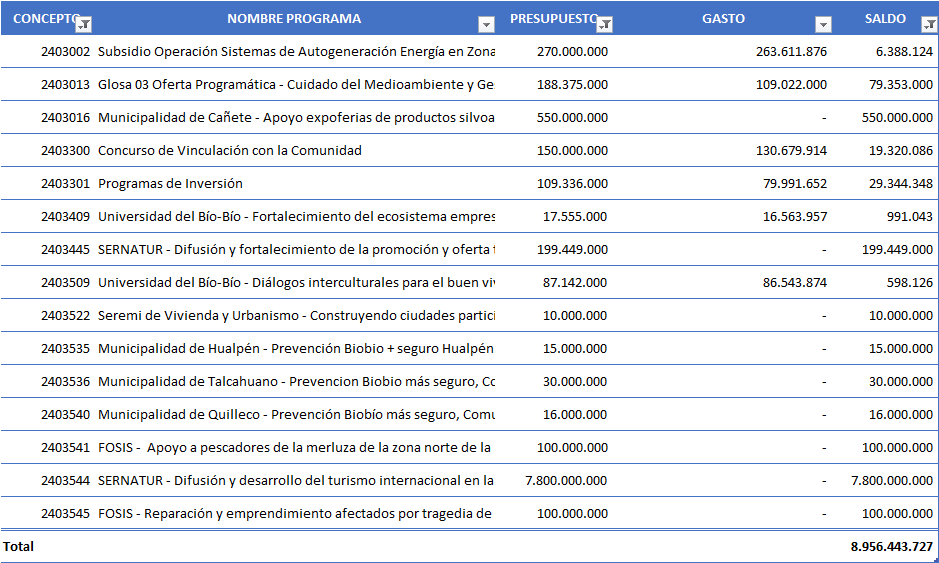 CONCEPTO NOMBRE PROGRAMA PRESUPUESTO GASTO SALDO
2403002 Subsidio Operación Sistemas de Autogeneración Energía en Zona 270.000.000 263.611.876 6.388.124
2403013 Glosa 03 Oferta Programática - Cuidado del Medioambiente y Ge 188.375.000 109.022.000 79.353.000
2403016 Municipalidad de Cañete - Apoyo expoferias de productos silvoa 550.000.000 - 550.000.000
2403300 Concurso de Vinculación con la Comunidad 150.000.000 130.679.914 19.320.086
2403301 Programas de Inversión 109.336.000 79.991.652 29.344.348
2403409 Universidad del Bío-Bío - Fortalecimiento del ecosistema empres 17.555.000 16.563.957 991.043
2403445 SERNATUR - Difusión y fortalecimiento de la promoción y oferta t 199.449.000 - 199.449.000
2403509 Universidad del Bío-Bío - Diálogos interculturales para el buen viv 87.142.000 86.543.874 598.126
2403522 Seremi de Vivienda y Urbanismo - Construyendo ciudades partici 10.000.000 - 10.000.000
2403535 Municipalidad de Hualpén - Prevención Biobio + seguro Hualpén 15.000.000 - 15.000.000
2403536 Municipalidad de Talcahuano - Prevencion Biobio más seguro, Co 30.000.000 - 30.000.000
2403540 Municipalidad de Quilleco - Prevención Biobío más seguro, Comu 16.000.000 - 16.000.000
2403541 FOSIS - Apoyo a pescadores de la merluza de la zona norte de la 100.000.000 - 100.000.000
2403544 SERNATUR - Difusión y desarrollo del turismo internacional en la 7.800.000.000 - 7.800.000.000
2403545 FOSIS - Reparación y emprendimiento afectados por tragedia de 100.000.000 - 100.000.000
Total 8.956.443.727